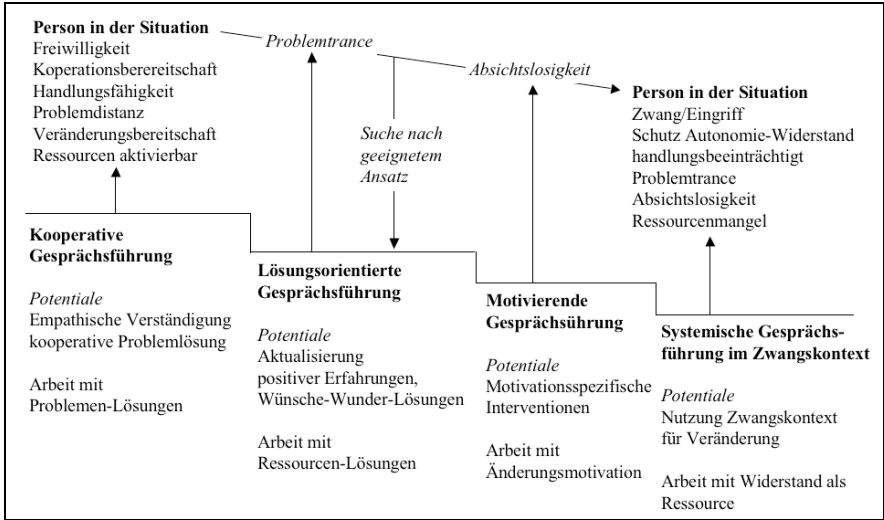 Person in der Situation
Freiwilligkeit
Koperationsberereitschaft
Handlungsfähigkeit
Problemdistanz
Veränderungsbereitschaft
Ressourcen aktivierbar
Problemtrance
Absichtslosigkeit
Suche nach
geeignetem
Ansatz
Person in der Situation
Zwang/Eingriff
Schutz Autonomie-Widerstand
handlungsbeeinträchtigt
Problemtrance
Absichtslosigkeit
Ressourcenmangel
Kooperative
Gesprächsführung
Potentiale
Empathische Verständigung
kooperative Problemlösung
Arbeit mit
Problemen-Lösungen
Lösungsorientierte
Gesprächsführung
Potentiale
Aktualisierung
positiver Erfahrungen,
Wünsche-Wunder-Lösungen
Arbeit mit
Ressourcen-Lösungen
Motivierende
Gesprächsührung
Potentiale
Motivationsspezifische
Interventionen
Arbeit mit
Änderungsmotivation
Systemische Gesprächs-
führung im Zwangskontext
Potentiale
Nutzung Zwangskontext
für Veränderung
Arbeit mit Widerstand als
Ressource